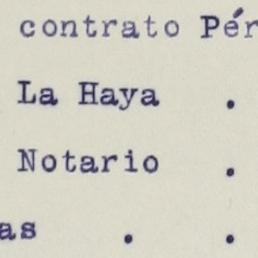 contrato Pér
La Haya .
Notario .
as . .